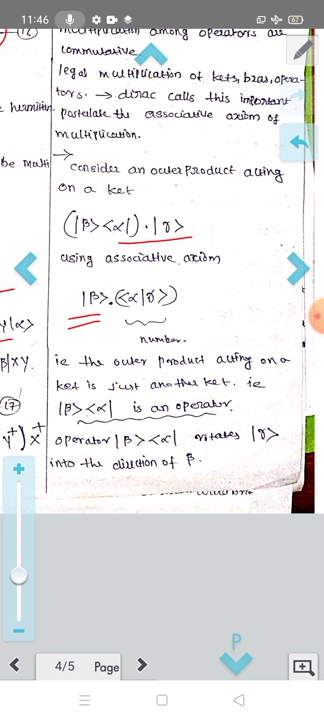 11:46
67
16
multiplication among operators are
commutative
legal multiplication of kets, bras, opera-
tors. → dirac calls this important
e hermitian. postulate the associative axiom of
multiplication.
be multi → Consider an outer product acting
on a ket
(|β><α|)·|γ>
using associative axiom
|β>·(<α|γ>)
number.
γ|α>
β|xγ
ie the outer product acting on a
ket is just another ket. ie
17
|β><α| is an operator.
operator |β><α| rotates |γ>
into the direction of β.
P
4/5 Page